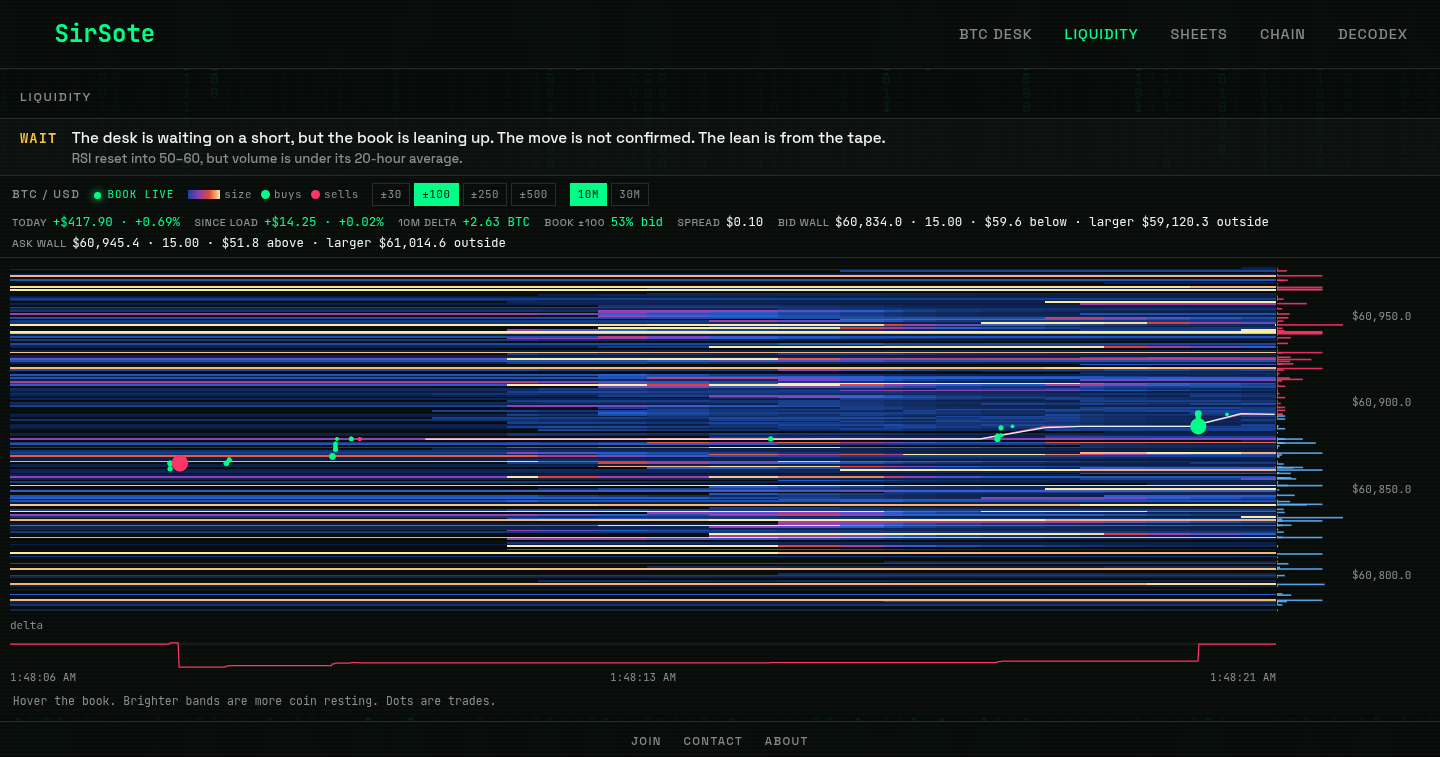 SirSote
BTC DESK LIQUIDITY SHEETS CHAIN DECODEX
LIQUIDITY
WAIT The desk is waiting on a short, but the book is leaning up. The move is not confirmed. The lean is from the tape.
RSI reset into 50–60, but volume is under its 20-hour average.
BTC / USD BOOK LIVE size buys sells ±30 ±100 ±250 ±500 10M 30M
TODAY +$417.90 · +0.69% SINCE LOAD +$14.25 · +0.02% 10M DELTA +2.63 BTC BOOK ±100 53% bid SPREAD $0.10 BID WALL $60,834.0 · 15.00 · $59.6 below · larger $59,120.3 outside
ASK WALL $60,945.4 · 15.00 · $51.8 above · larger $61,014.6 outside
$60,950.0
$60,900.0
$60,850.0
$60,800.0
delta
1:48:06 AM 1:48:13 AM 1:48:21 AM
Hover the book. Brighter bands are more coin resting. Dots are trades.
JOIN CONTACT ABOUT